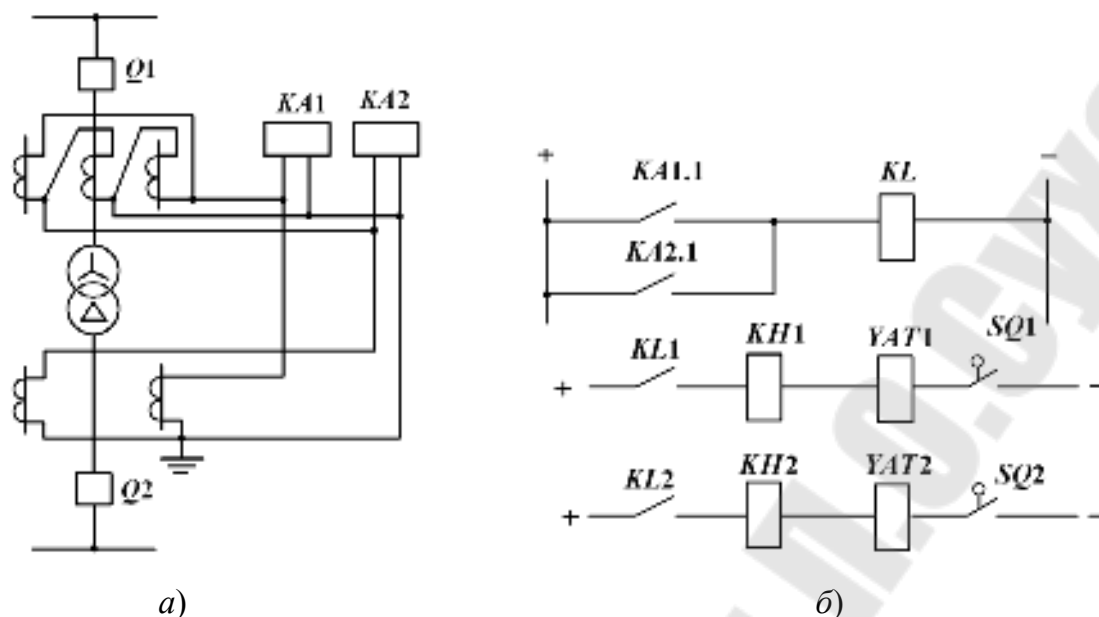 Q1
KA1 KA2
Q2
а)
+ –
KA1.1 KL
KA2.1
KL1 KH1 YAT1 SQ1
+ –
KL2 KH2 YAT2 SQ2
+ –
б)